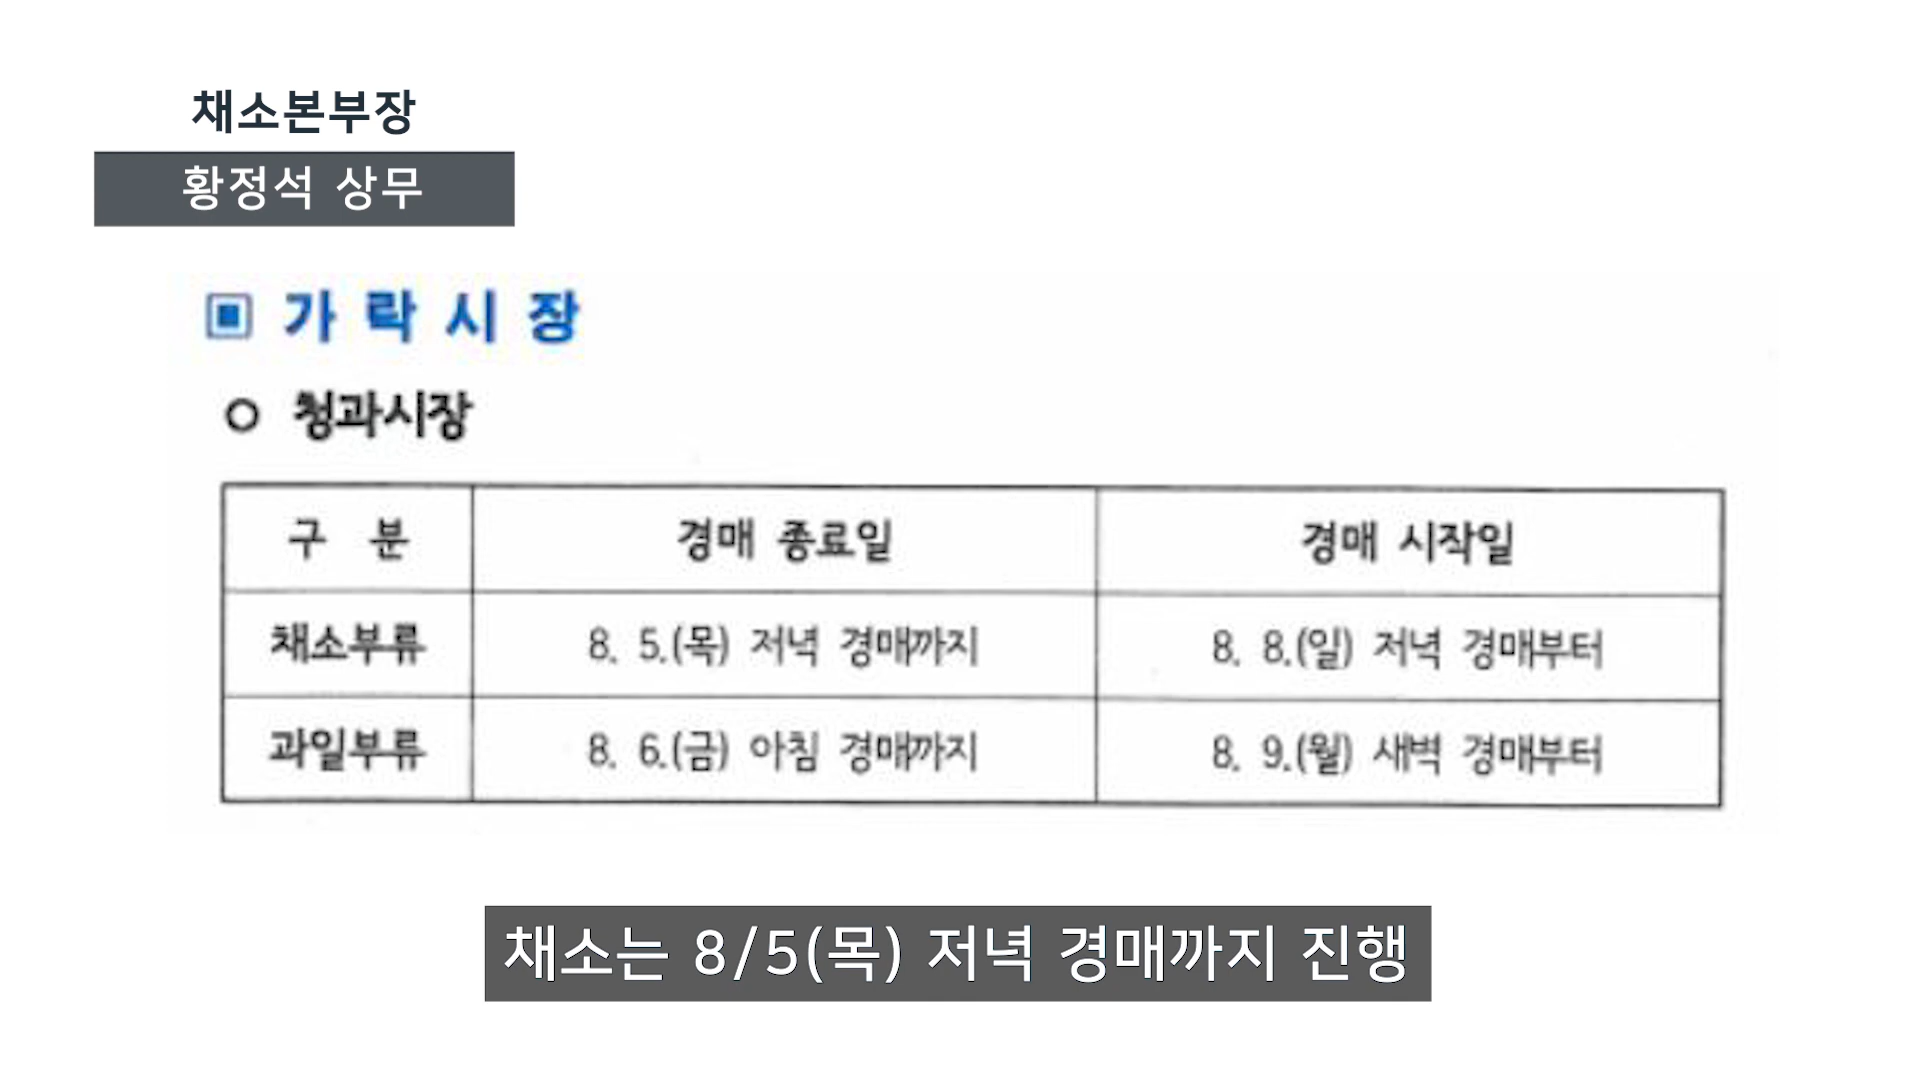 채소본부장
황정석 상무
▣ 가락시장
○ 청과시장
구 분 경매 종료일 경매 시작일
채소부류 8. 5.(목) 저녁 경매까지 8. 8.(일) 저녁 경매부터
과일부류 8. 6.(금) 아침 경매까지 8. 9.(월) 새벽 경매부터
채소는 8/5(목) 저녁 경매까지 진행